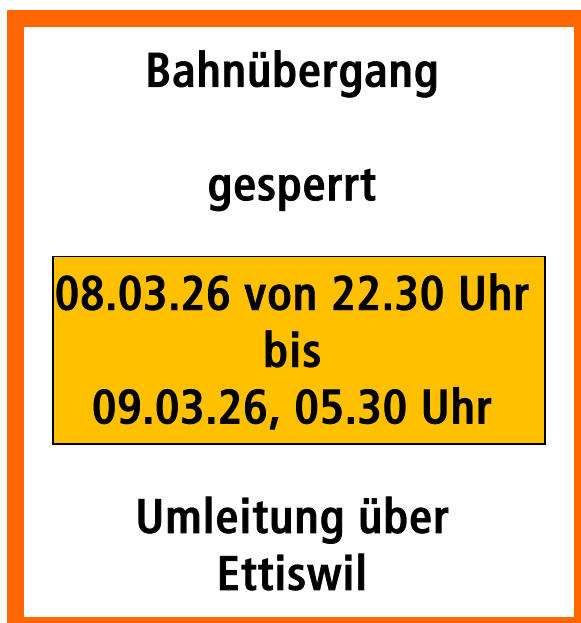 Bahnübergang
gesperrt
08.03.26 von 22.30 Uhr
bis
09.03.26, 05.30 Uhr
Umleitung über
Ettiswil